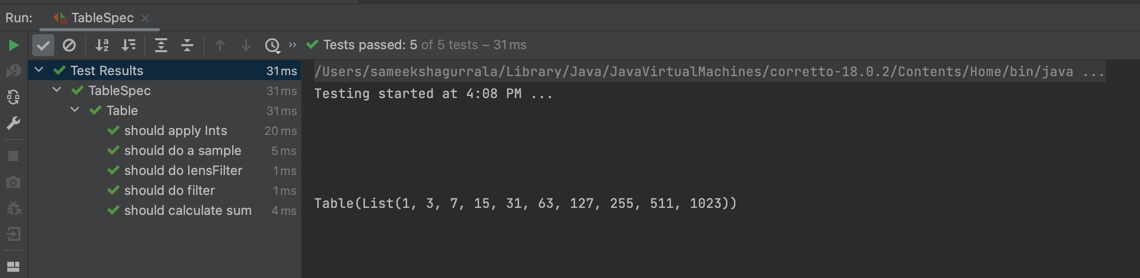 Run: TableSpec
Tests passed: 5 of 5 tests – 31 ms
Test Results 31 ms
TableSpec 31 ms
Table 31 ms
should apply Ints 20 ms
should do a sample 5 ms
should do lensFilter 1 ms
should do filter 1 ms
should calculate sum 4 ms
/Users/sameekshagurrala/Library/Java/JavaVirtualMachines/corretto-18.0.2/Contents/Home/bin/java ...
Testing started at 4:08 PM ...
Table(List(1, 3, 7, 15, 31, 63, 127, 255, 511, 1023))